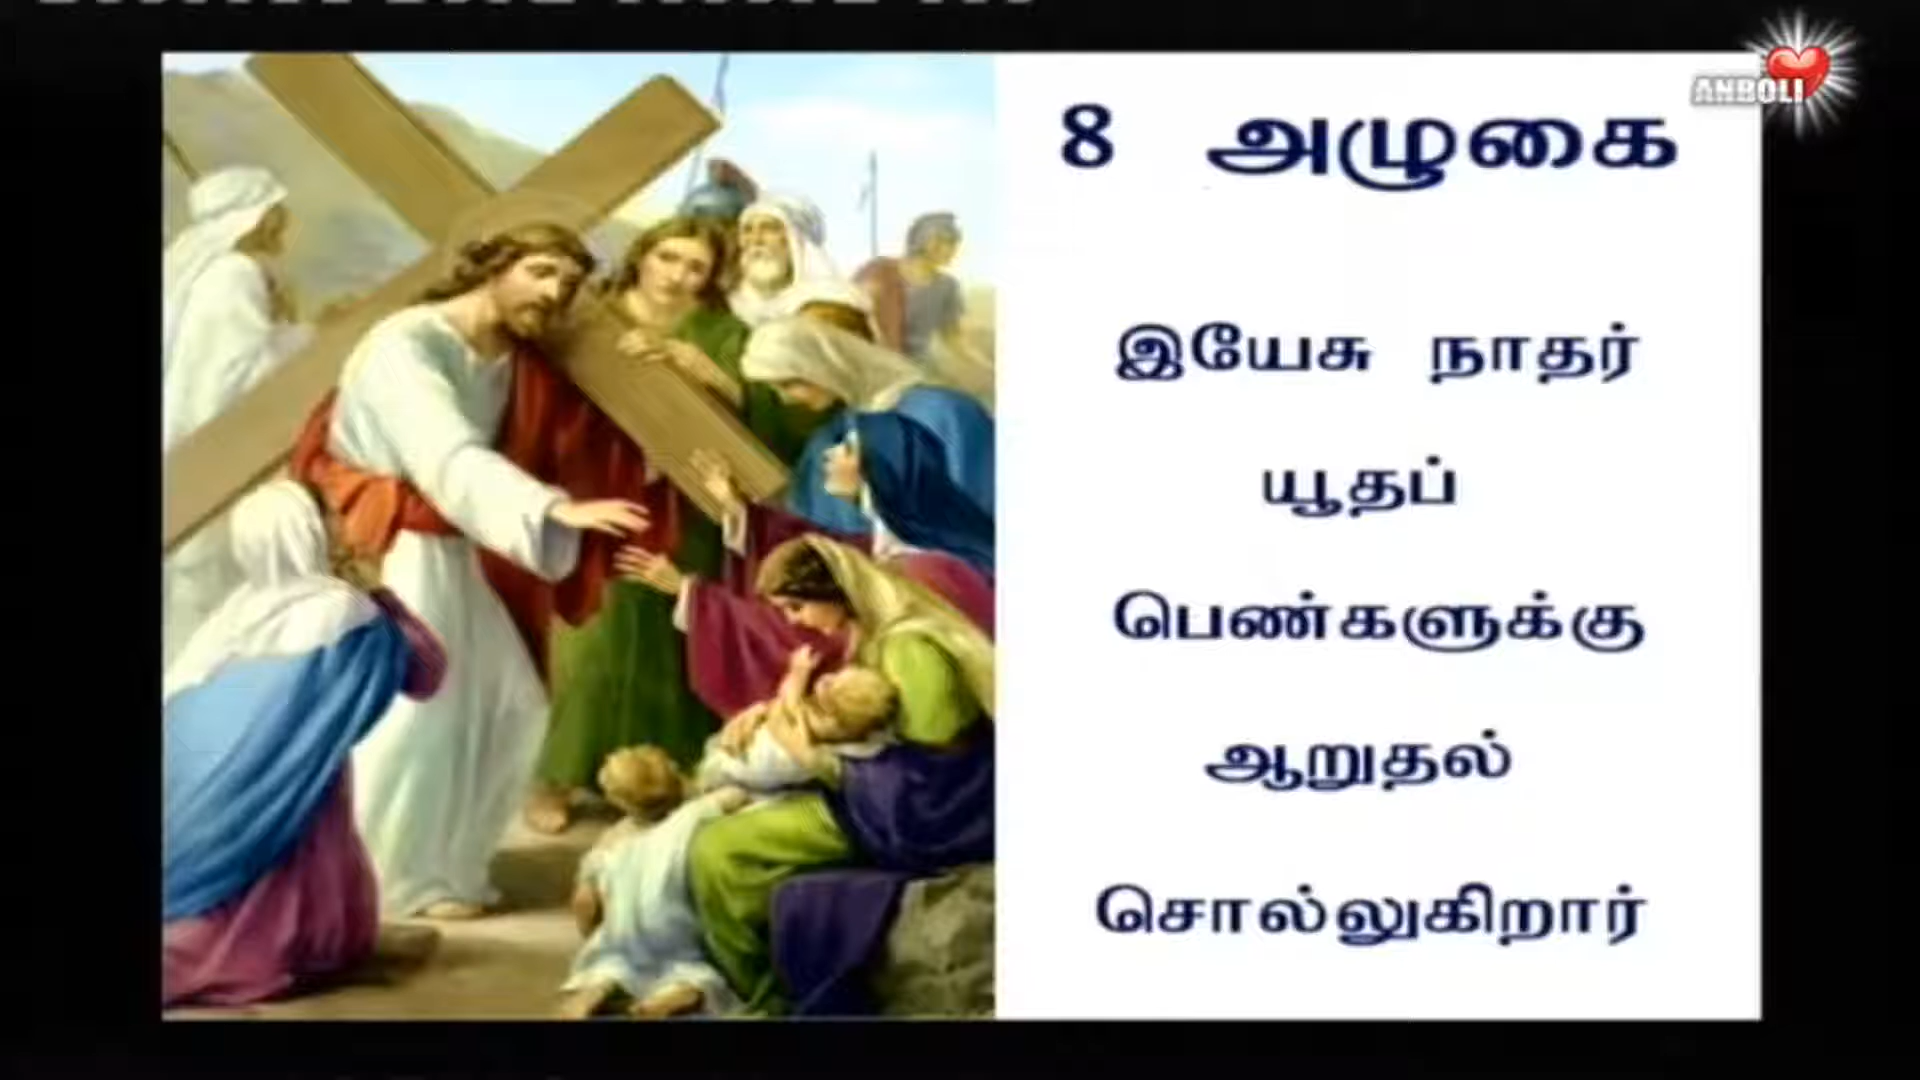 ANBOLI
8 அழுகை
இயேசு நாதர்
யூதப்
பெண்களுக்கு
ஆறுதல்
சொல்லுகிறார்